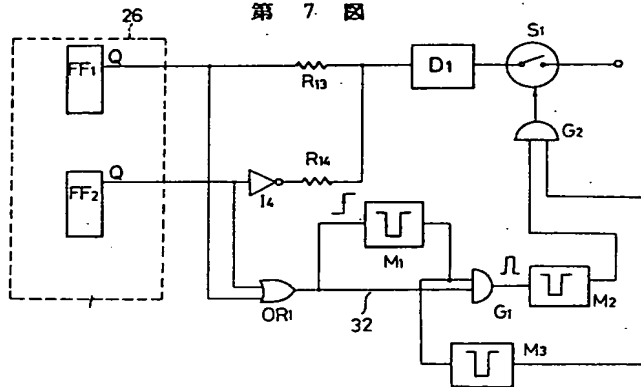 第 7. 図
26
FF1
Q
R13
D1
S1
G2
FF2
Q
I4
R14
M1
OR1
32
G1
M2
M3